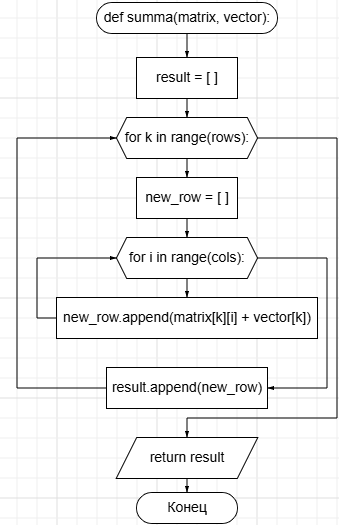 def summa(matrix, vector):
result = [ ]
for k in range(rows):
new_row = [ ]
for i in range(cols):
new_row.append(matrix[k][i] + vector[k])
result.append(new_row)
return result
Конец